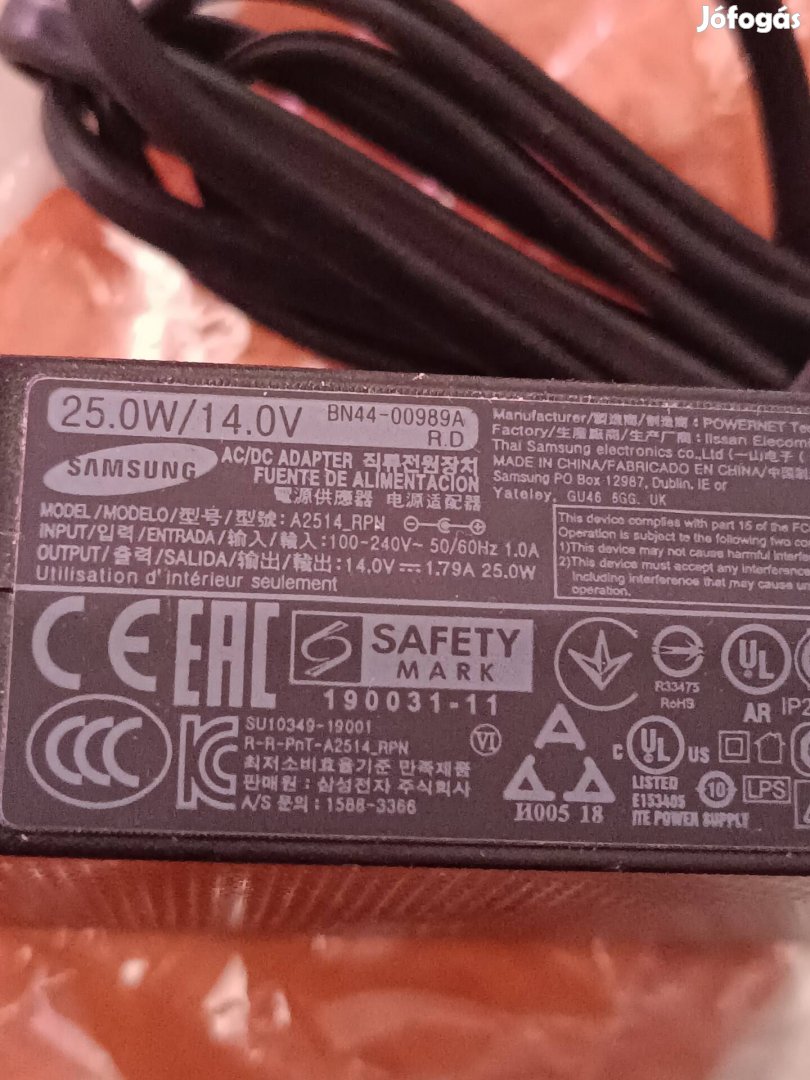 Jófogás
25.0W/14.0V BN44-00989A
R.D
SAMSUNG
AC/DC ADAPTER 직류전원장치
FUENTE DE ALIMENTACIÓN
電源供應器 电源适配器
MODEL/MODELO/型号/型號: A2514_RPN
INPUT/입력/ENTRADA/输入/輸入:100-240V~ 50/60Hz 1.0A
OUTPUT/출력/SALIDA/输出/輸出:14.0V 1.79A 25.0W
Utilisation d'intérieur seulement
Manufacturer/製造商/制造商: POWERNET
Factory/生產廠商/生产厂:
Thai Samsung electronics co.,Ltd
MADE IN CHINA/FABRICADO EN CHINA/
Samsung PO Box 12987, Dublin. IE or
Yateley, GU46 6GG. UK
This device complies with part 15 of the
Operation is subject to the following two
1)This device may not cause harmful
2)This device must accept any
including interference that may cause
operation.
CE EAC S SAFETY
MARK
190031-11
R33475
RoHS
UL
AR
CCC KC SU10349-19001
R-R-PnT-A2514_RPN
최저소비효율기준 만족제품
판매원 : 삼성전자 주식회사
A/S 문의 : 1588-3366
VI
H005 18
C UL US
LISTED
E153405
ITE POWER SUPPLY
10
LPS